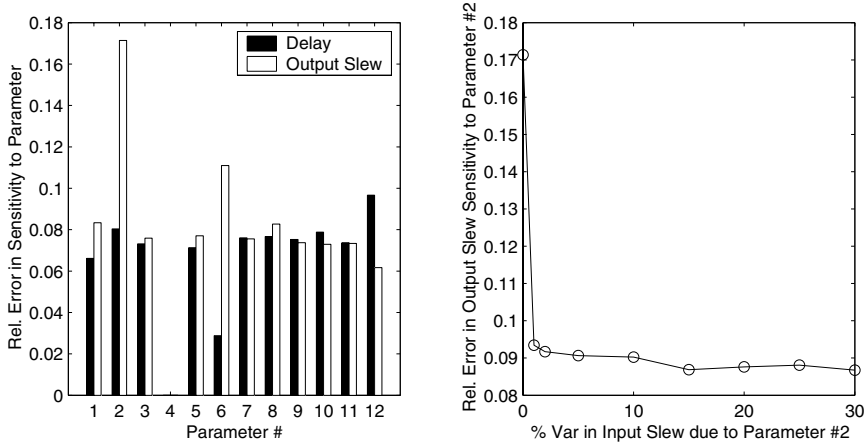 Rel. Error in Sensitivity to Parameter
0.18
0.16
0.14
0.12
0.1
0.08
0.06
0.04
0.02
0
Delay
Output Slew
1 2 3 4 5 6 7 8 9 10 11 12
Parameter #
Rel. Error in Output Slew Sensitivity to Parameter #2
0.18
0.17
0.16
0.15
0.14
0.13
0.12
0.11
0.1
0.09
0.08
0 10 20 30
% Var in Input Slew due to Parameter #2